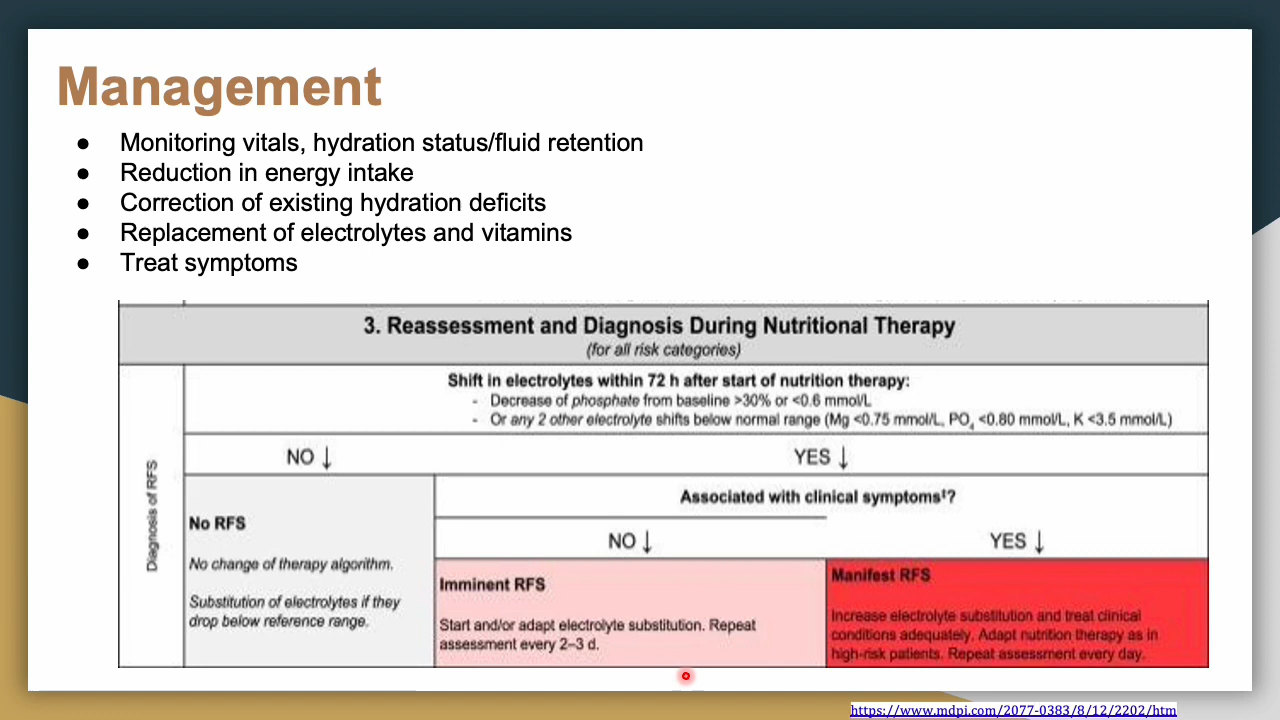 Management
● Monitoring vitals, hydration status/fluid retention
● Reduction in energy intake
● Correction of existing hydration deficits
● Replacement of electrolytes and vitamins
● Treat symptoms
3. Reassessment and Diagnosis During Nutritional Therapy
(for all risk categories)
Diagnosis of RFS
Shift in electrolytes within 72 h after start of nutrition therapy:
- Decrease of phosphate from baseline >30% or <0.6 mmol/L
- Or any 2 other electrolyte shifts below normal range (Mg <0.75 mmol/L, PO4 <0.80 mmol/L, K <3.5 mmol/L)
NO ↓
YES ↓
No RFS
No change of therapy algorithm.
Substitution of electrolytes if they
drop below reference range.
Associated with clinical symptoms‡?
NO ↓
YES ↓
Imminent RFS
Start and/or adapt electrolyte substitution. Repeat
assessment every 2–3 d.
Manifest RFS
Increase electrolyte substitution and treat clinical
conditions adequately. Adapt nutrition therapy as in
high-risk patients. Repeat assessment every day.
https://www.mdpi.com/2077-0383/8/12/2202/htm